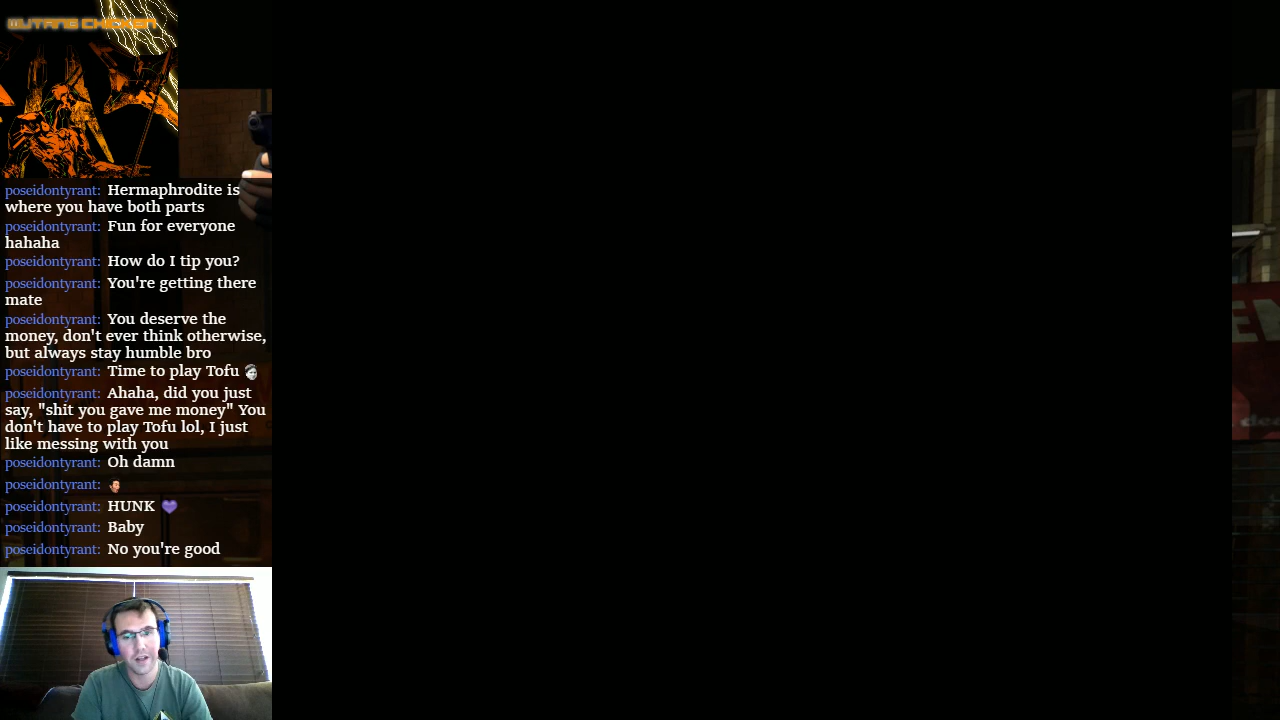 WUTANG CHICKEN
poseidontyrant: Hermaphrodite is
where you have both parts
poseidontyrant: Fun for everyone
hahaha
poseidontyrant: How do I tip you?
poseidontyrant: You're getting there
mate
poseidontyrant: You deserve the
money, don't ever think otherwise,
but always stay humble bro
poseidontyrant: Time to play Tofu
poseidontyrant: Ahaha, did you just
say, "shit you gave me money" You
don't have to play Tofu lol, I just
like messing with you
poseidontyrant: Oh damn
poseidontyrant:
poseidontyrant: HUNK
poseidontyrant: Baby
poseidontyrant: No you're good